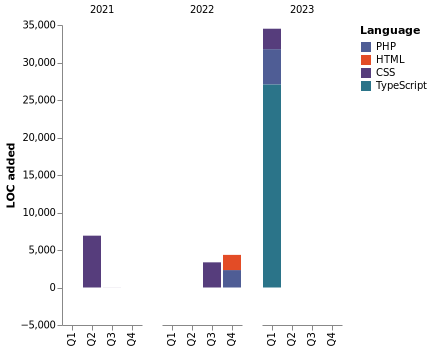 2021 2022 2023
Language
PHP
HTML
CSS
TypeScript
LOC added
35,000
30,000
25,000
20,000
15,000
10,000
5,000
0
−5,000
Q1 Q2 Q3 Q4 Q1 Q2 Q3 Q4 Q1 Q2 Q3 Q4